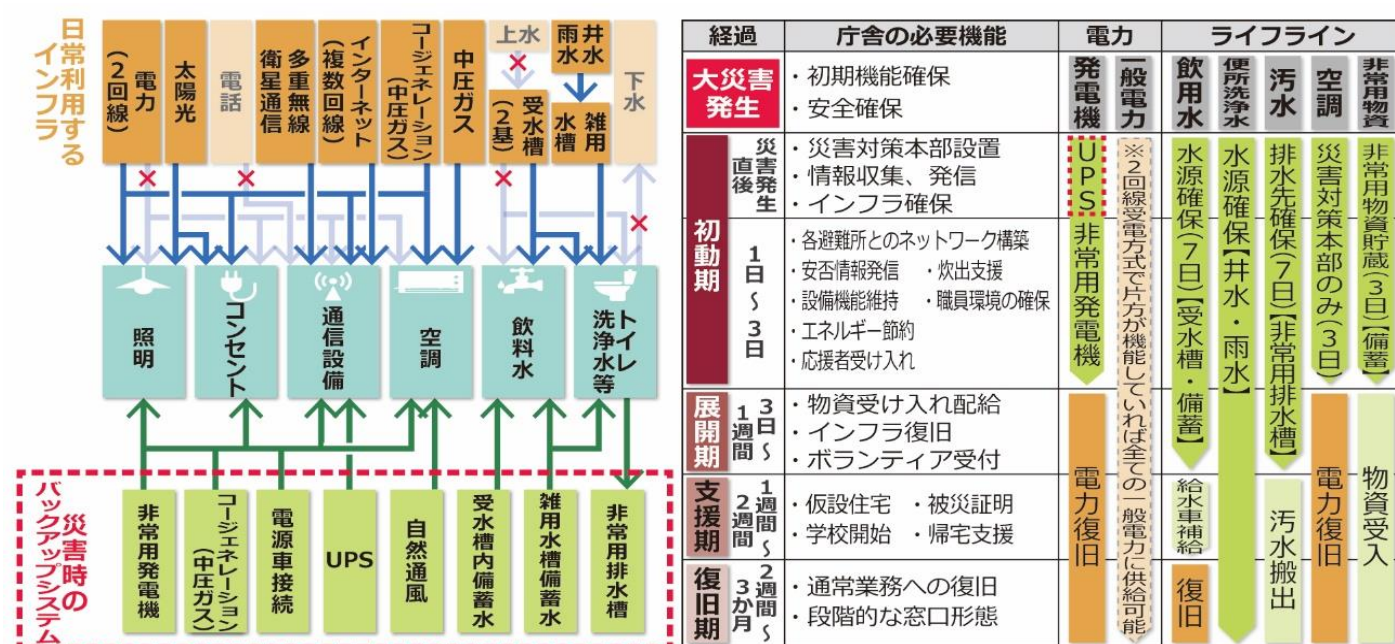 日常利用する
インフラ
電力
(2回線)
太陽光
電話
多重無線
衛星通信
インターネット
(複数回線)
コージェネレーション
(中圧ガス)
中圧ガス
上水
受水槽
(2基)
井水
雨水
雑用
水槽
下水
照明
コンセント
通信設備
空調
飲料水
トイレ
洗浄水等
災害時の
バックアップシステム
非常用発電機
コージェネレーション
(中圧ガス)
電源車接続
UPS
自然通風
受水槽内備蓄水
雑用水槽備蓄水
非常用排水槽
経過
庁舎の必要機能
電力
ライフライン
発電機
一般電力
飲用水
便所洗浄水
汚水
空調
非常用物資
大災害
発生
・初期機能確保
・安全確保
初動期
災害発生
直後
・災害対策本部設置
・情報収集、発信
・インフラ確保
1日~3日
・各避難所とのネットワーク構築
・安否情報発信 ・炊出支援
・設備機能維持 ・職員環境の確保
・エネルギー節約
・応援者受け入れ
展開期
3日~
1週間
・物資受け入れ配給
・インフラ復旧
・ボランティア受付
支援期
1週間~
2週間
・仮設住宅 ・被災証明
・学校開始 ・帰宅支援
復旧期
2週間~
3か月
・通常業務への復旧
・段階的な窓口形態
UPS
非常用発電機
電力復旧
※2回線受電方式で片方が機能していれば全ての一般電力に供給可能
水源確保(7日)【受水槽・備蓄】
給水車補給
復旧
水源確保【井水・雨水】
排水先確保(7日)【非常用排水槽】
汚水搬出
災害対策本部のみ(3日)
電力復旧
非常用物資貯蔵(3日)【備蓄】
物資受入